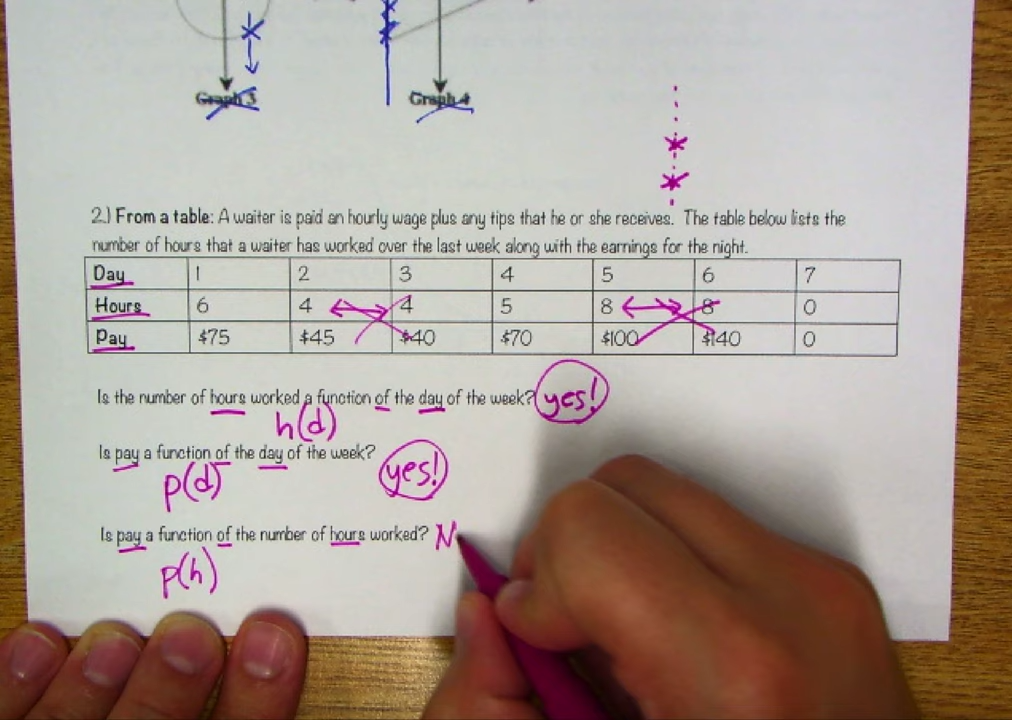 Graph 3 Graph 4
2.) From a table: A waiter is paid an hourly wage plus any tips that he or she receives. The table below lists the
number of hours that a waiter has worked over the last week along with the earnings for the night.
Day 1 2 3 4 5 6 7
Hours 6 4 4 5 8 8 0
Pay $75 $45 $40 $70 $100 $140 0
Is the number of hours worked a function of the day of the week? yes!
h(d)
Is pay a function of the day of the week? yes!
p(d)
Is pay a function of the number of hours worked? N
p(h)